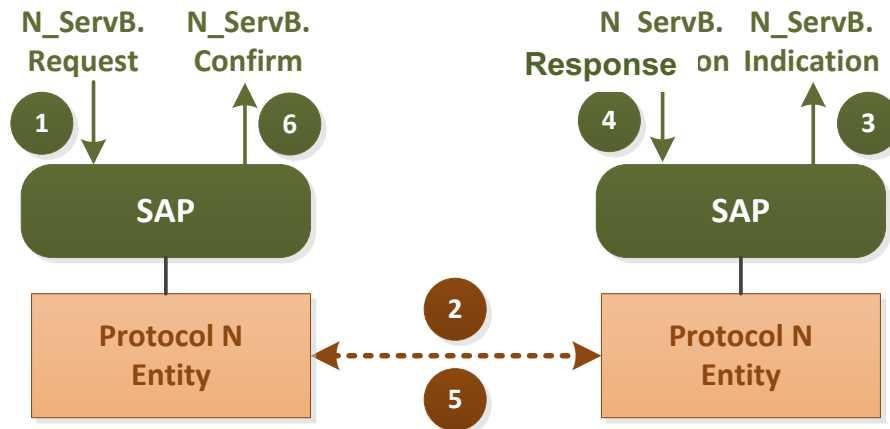 N_ServB. N_ServB. N ServB. N_ServB.
Request Confirm Response on Indication
1 6 4 3
SAP SAP
2
Protocol N Protocol N
Entity Entity
5